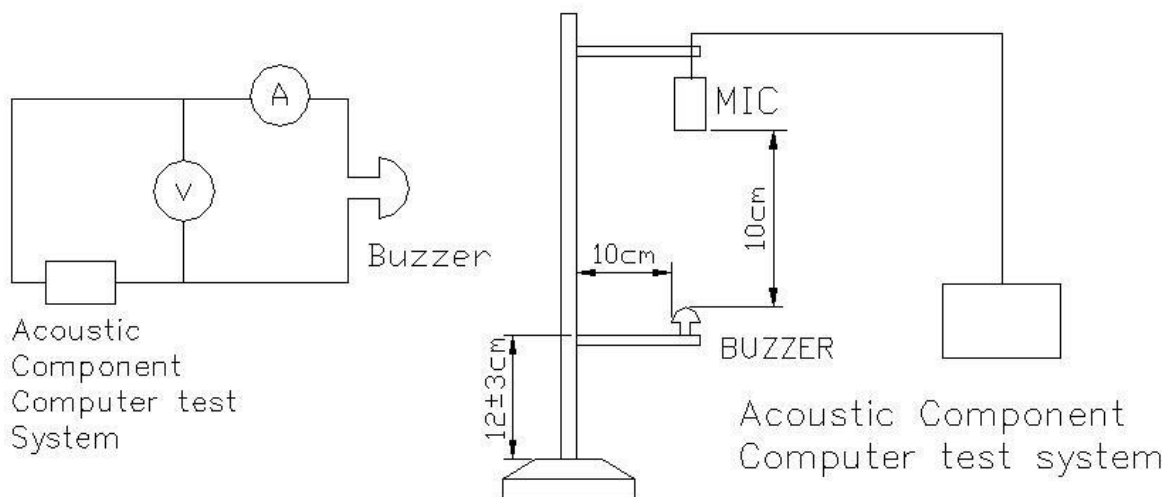 A
V
Buzzer
Acoustic
Component
Computer test
System
MIC
10cm
10cm
BUZZER
12±3cm
Acoustic Component
Computer test system